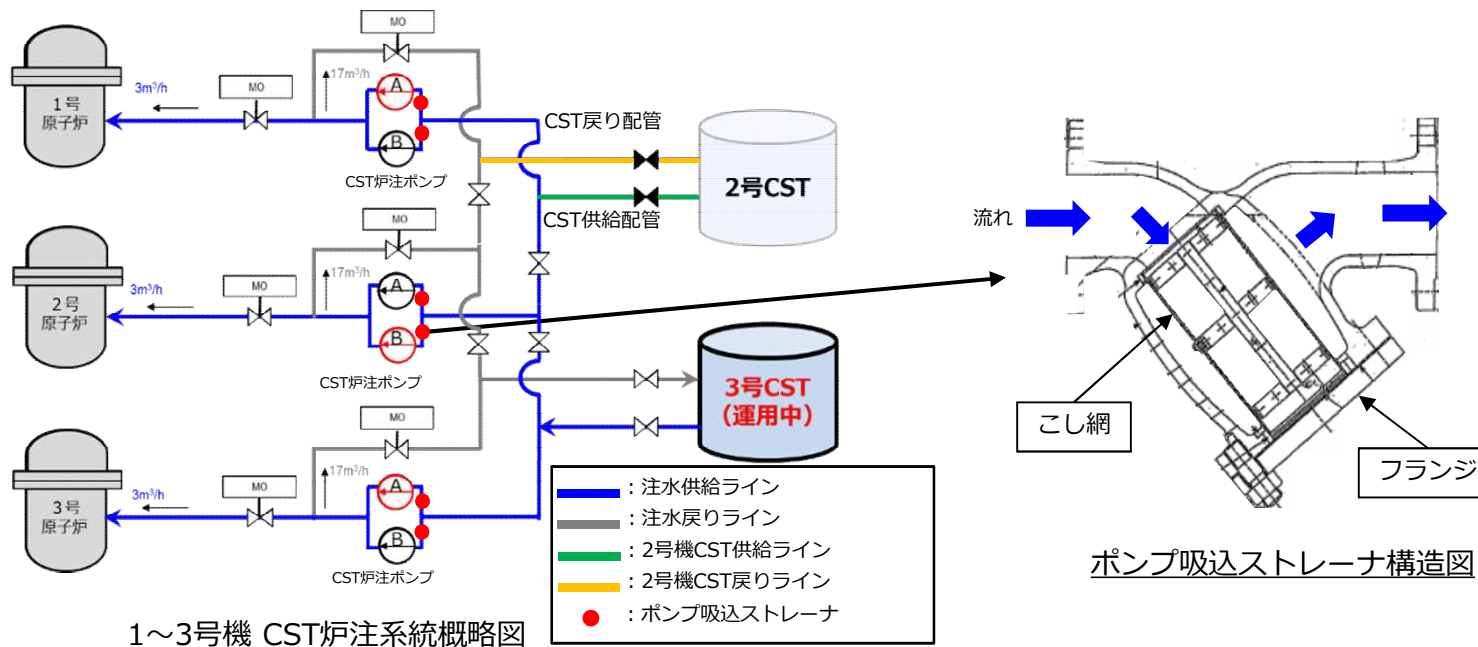 MO
MO
3m³/h
17m³/h
A
B
1号
原子炉
CST炉注ポンプ
CST戻り配管
CST供給配管
2号CST
MO
MO
3m³/h
17m³/h
A
B
2号
原子炉
CST炉注ポンプ
3号CST
（運用中）
MO
MO
3m³/h
17m³/h
A
B
3号
原子炉
CST炉注ポンプ
：注水供給ライン
：注水戻りライン
：2号機CST供給ライン
：2号機CST戻りライン
：ポンプ吸込ストレーナ
1～3号機 CST炉注系統概略図
流れ
こし網
フランジ
ポンプ吸込ストレーナ構造図